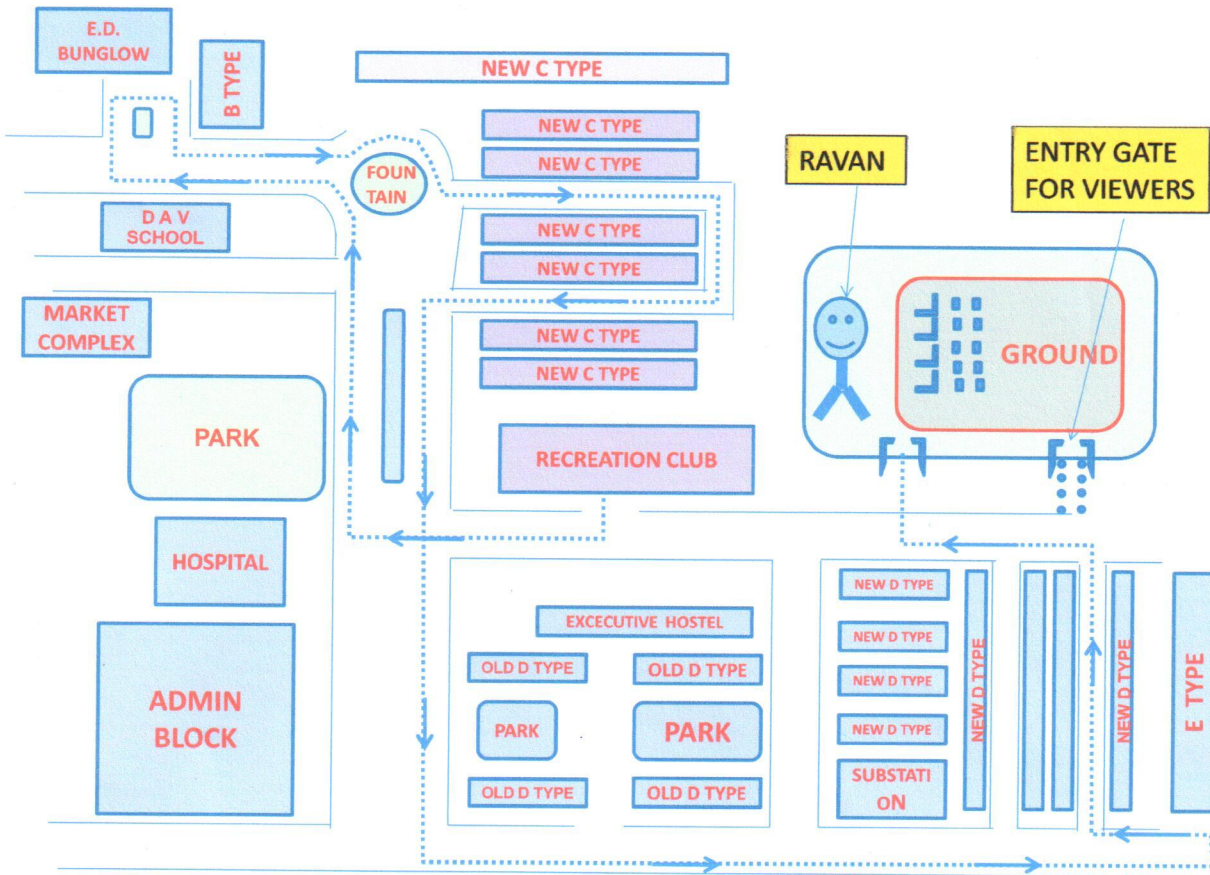 E.D.
BUNGLOW
B TYPE
NEW C TYPE
NEW C TYPE
NEW C TYPE
FOUN
TAIN
RAVAN
ENTRY GATE
FOR VIEWERS
D A V
SCHOOL
NEW C TYPE
NEW C TYPE
MARKET
COMPLEX
NEW C TYPE
NEW C TYPE
GROUND
PARK
RECREATION CLUB
HOSPITAL
EXCECUTIVE HOSTEL
NEW D TYPE
NEW D TYPE
NEW D TYPE
NEW D TYPE
NEW D TYPE
NEW D TYPE
E TYPE
OLD D TYPE
OLD D TYPE
ADMIN
BLOCK
PARK
PARK
OLD D TYPE
OLD D TYPE
SUBSTATI
ON